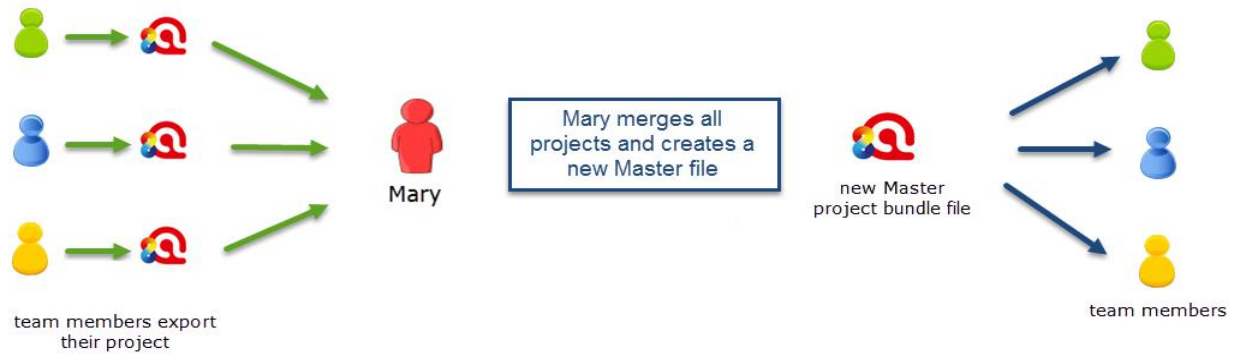 Mary merges all
projects and creates a
new Master file
Mary
new Master
project bundle file
team members export
their project
team members